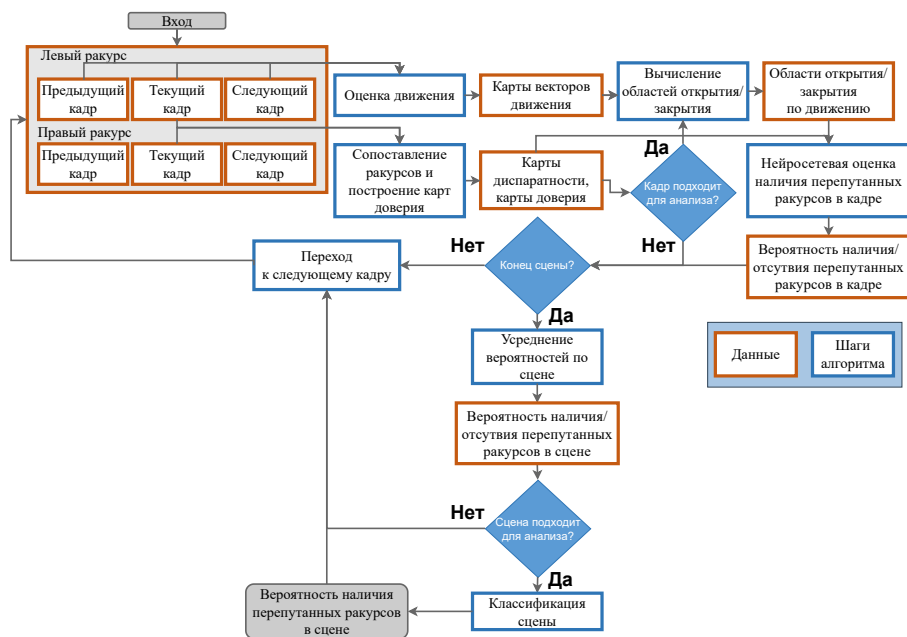 Вход
Левый ракурс
Предыдущий
кадр
Текущий
кадр
Следующий
кадр
Правый ракурс
Предыдущий
кадр
Текущий
кадр
Следующий
кадр
Оценка движения
Карты векторов
движения
Вычисление
областей открытия/
закрытия
Области открытия/
закрытия
по движению
Сопоставление
ракурсов и
построение карт
доверия
Карты
диспаратности,
карты доверия
Да
Кадр подходит
для анализа?
Нет
Нейросетевая оценка
наличия перепутанных
ракурсов в кадре
Вероятность наличия/
отсутвия перепутанных
ракурсов в кадре
Переход
к следующему кадру
Нет
Конец сцены?
Да
Усреднение
вероятностей по
сцене
Данные
Шаги
алгоритма
Вероятность наличия/
отсутвия перепутанных
ракурсов в сцене
Нет
Сцена подходит
для анализа?
Да
Классификация
сцены
Вероятность наличия
перепутанных ракурсов
в сцене